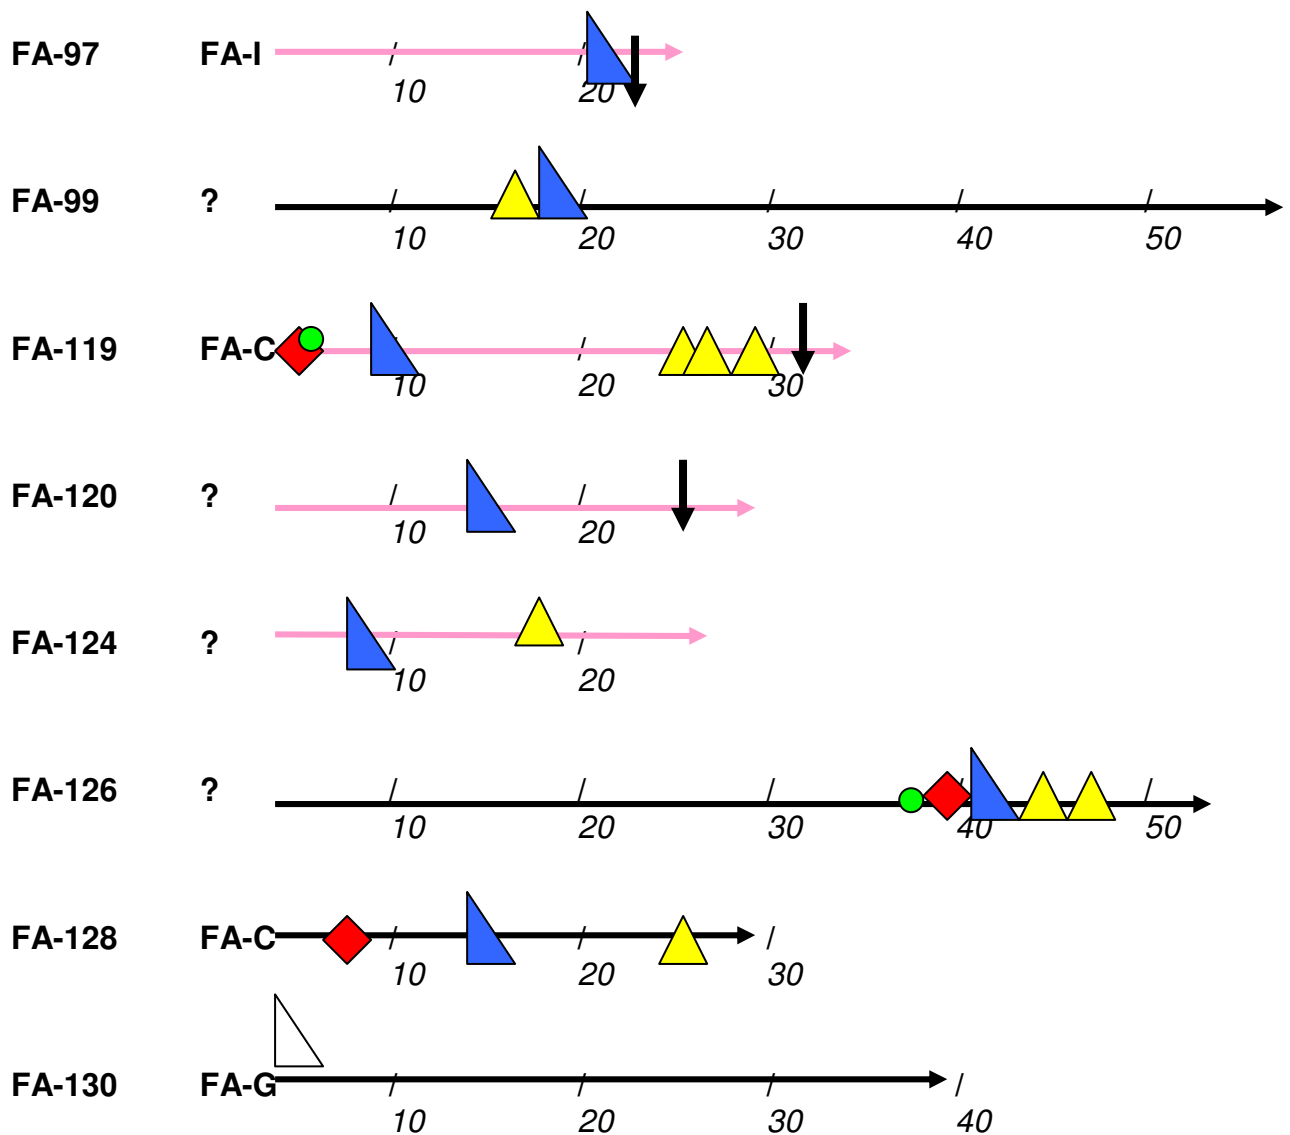 FA-97 FA-I / /
10 20
FA-99 ? / / / / /
10 20 30 40 50
FA-119 FA-C / / /
10 20 30
FA-120 ? / /
10 20
FA-124 ? / /
10 20
FA-126 ? / / / / /
10 20 30 40 50
FA-128 FA-C / / /
10 20 30
FA-130 FA-G / / / /
10 20 30 40